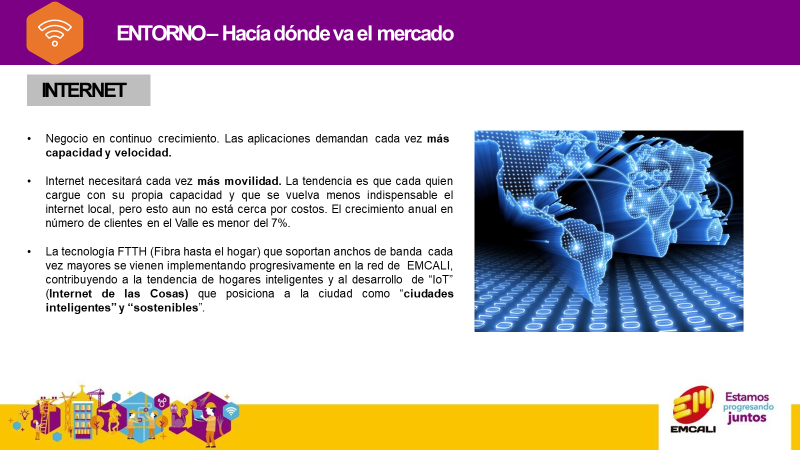 ENTORNO – Hacía dónde va el mercado
INTERNET
• Negocio en continuo crecimiento. Las aplicaciones demandan cada vez más
capacidad y velocidad.
• Internet necesitará cada vez más movilidad. La tendencia es que cada quien
cargue con su propia capacidad y que se vuelva menos indispensable el
internet local, pero esto aun no está cerca por costos. El crecimiento anual en
número de clientes en el Valle es menor del 7%.
• La tecnología FTTH (Fibra hasta el hogar) que soportan anchos de banda cada
vez mayores se vienen implementando progresivamente en la red de EMCALI,
contribuyendo a la tendencia de hogares inteligentes y al desarrollo de “IoT”
(Internet de las Cosas) que posiciona a la ciudad como “ciudades
inteligentes” y “sostenibles”.
EM
EMCALI
Estamos
progresando
juntos